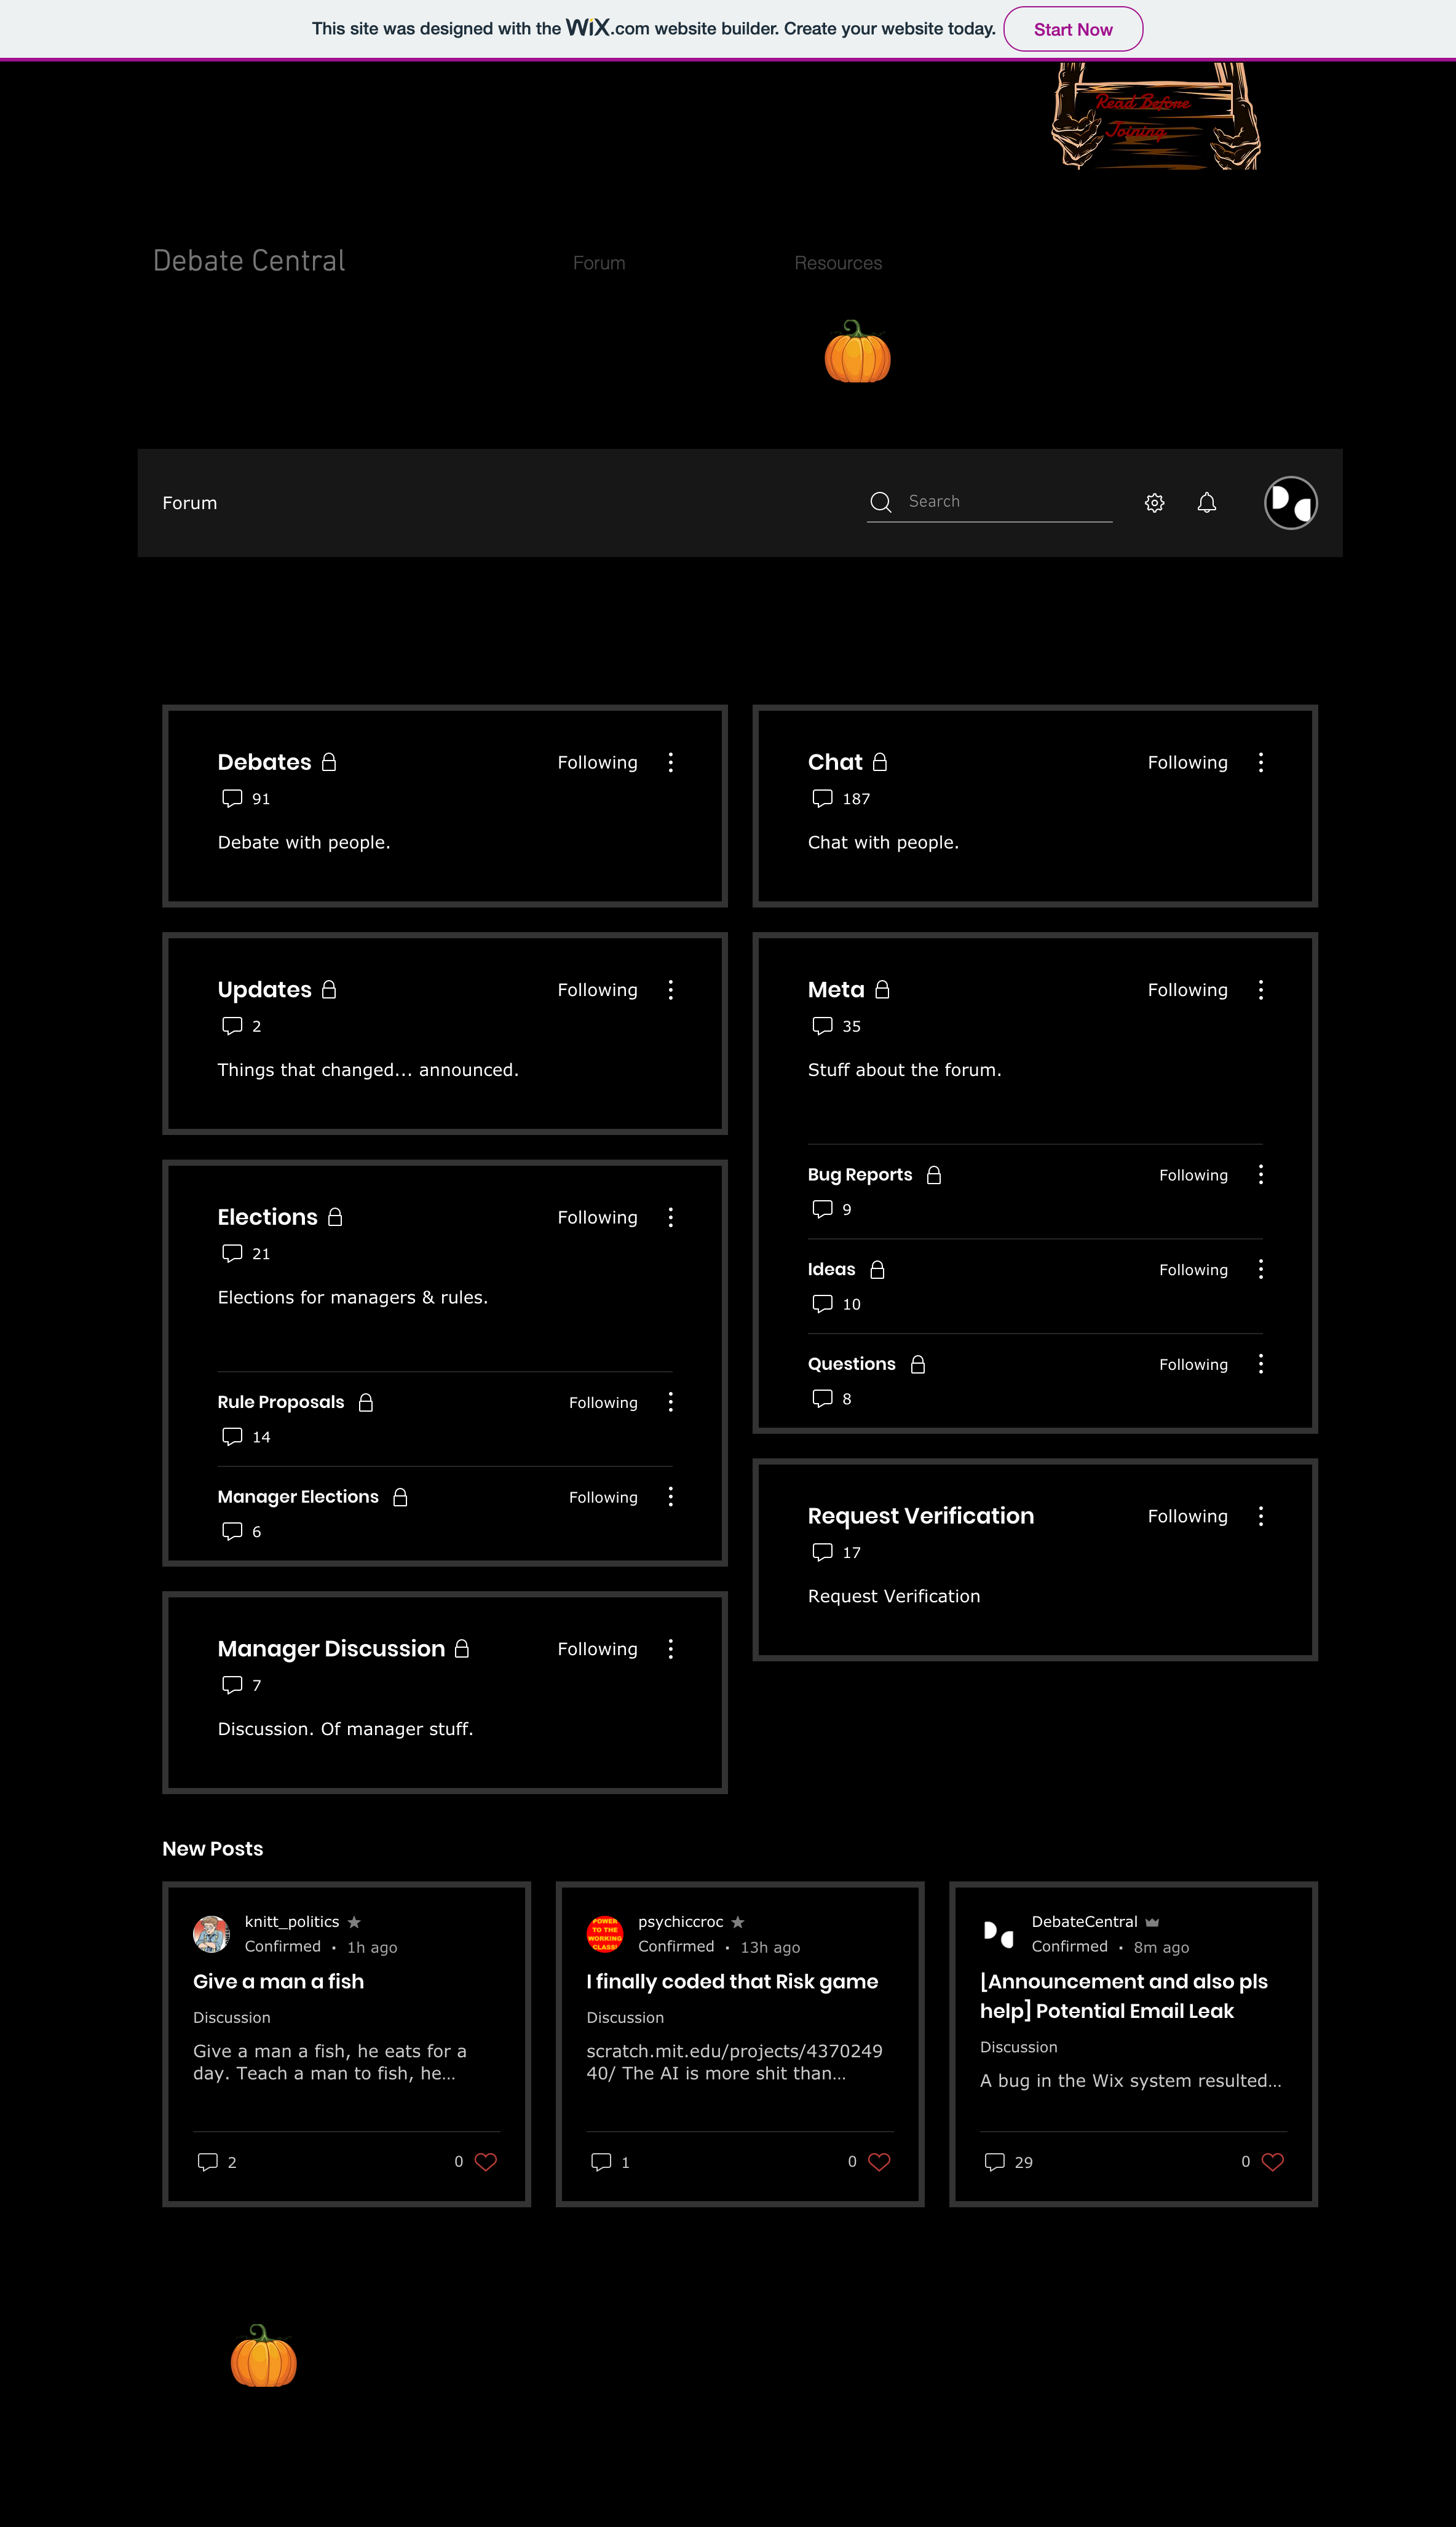 This site was designed with the WiX.com website builder. Create your website today. Start Now
Read Before
Joining
Debate Central Forum Resources
Forum Search
Debates Following
91
Debate with people.
Chat Following
187
Chat with people.
Updates Following
2
Things that changed... announced.
Meta Following
35
Stuff about the forum.
Bug Reports Following
9
Ideas Following
10
Questions Following
8
Elections Following
21
Elections for managers & rules.
Rule Proposals Following
14
Manager Elections Following
6
Request Verification Following
17
Request Verification
Manager Discussion Following
7
Discussion. Of manager stuff.
New Posts
knitt_politics
Confirmed • 1h ago
Give a man a fish
Discussion
Give a man a fish, he eats for a
day. Teach a man to fish, he...
2 0
POWER
TO THE
WORKING
CLASS!
psychiccroc
Confirmed • 13h ago
I finally coded that Risk game
Discussion
scratch.mit.edu/projects/4370249
40/ The AI is more shit than...
1 0
DebateCentral
Confirmed • 8m ago
[Announcement and also pls
help] Potential Email Leak
Discussion
A bug in the Wix system resulted...
29 0